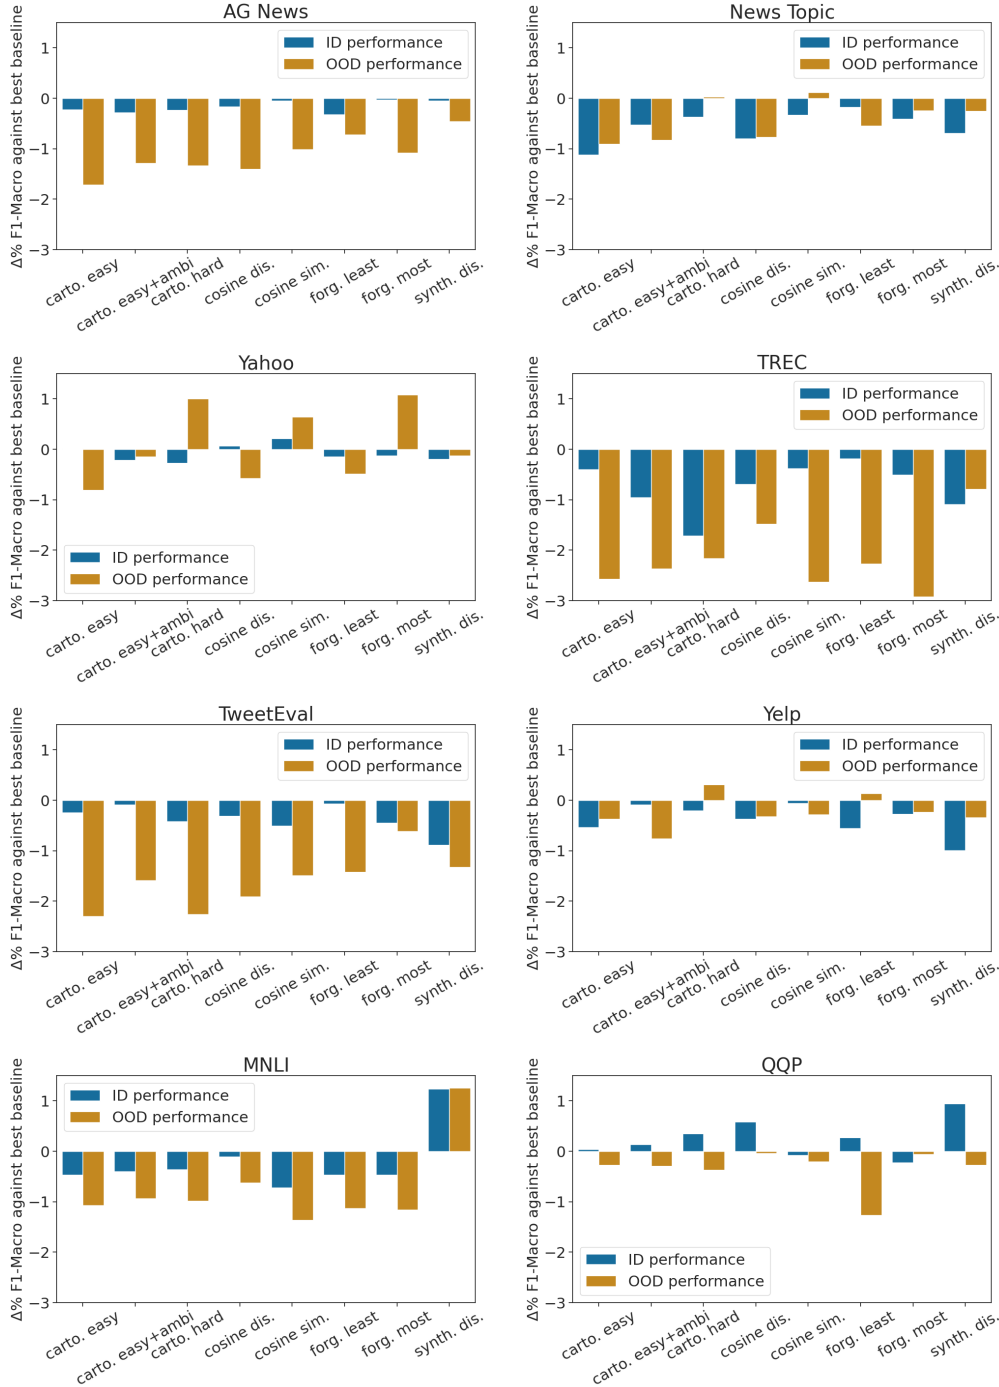 AG News
Δ% F1-Macro against best baseline
1
0
−1
−2
−3
ID performance
OOD performance
carto. easy
carto. easy+ambi
carto. hard
cosine dis.
cosine sim.
forg. least
forg. most
synth. dis.
News Topic
Δ% F1-Macro against best baseline
1
0
−1
−2
−3
ID performance
OOD performance
carto. easy
carto. easy+ambi
carto. hard
cosine dis.
cosine sim.
forg. least
forg. most
synth. dis.
Yahoo
Δ% F1-Macro against best baseline
1
0
−1
−2
−3
ID performance
OOD performance
carto. easy
carto. easy+ambi
carto. hard
cosine dis.
cosine sim.
forg. least
forg. most
synth. dis.
TREC
Δ% F1-Macro against best baseline
1
0
−1
−2
−3
ID performance
OOD performance
carto. easy
carto. easy+ambi
carto. hard
cosine dis.
cosine sim.
forg. least
forg. most
synth. dis.
TweetEval
Δ% F1-Macro against best baseline
1
0
−1
−2
−3
ID performance
OOD performance
carto. easy
carto. easy+ambi
carto. hard
cosine dis.
cosine sim.
forg. least
forg. most
synth. dis.
Yelp
Δ% F1-Macro against best baseline
1
0
−1
−2
−3
ID performance
OOD performance
carto. easy
carto. easy+ambi
carto. hard
cosine dis.
cosine sim.
forg. least
forg. most
synth. dis.
MNLI
Δ% F1-Macro against best baseline
1
0
−1
−2
−3
ID performance
OOD performance
carto. easy
carto. easy+ambi
carto. hard
cosine dis.
cosine sim.
forg. least
forg. most
synth. dis.
QQP
Δ% F1-Macro against best baseline
1
0
−1
−2
−3
ID performance
OOD performance
carto. easy
carto. easy+ambi
carto. hard
cosine dis.
cosine sim.
forg. least
forg. most
synth. dis.